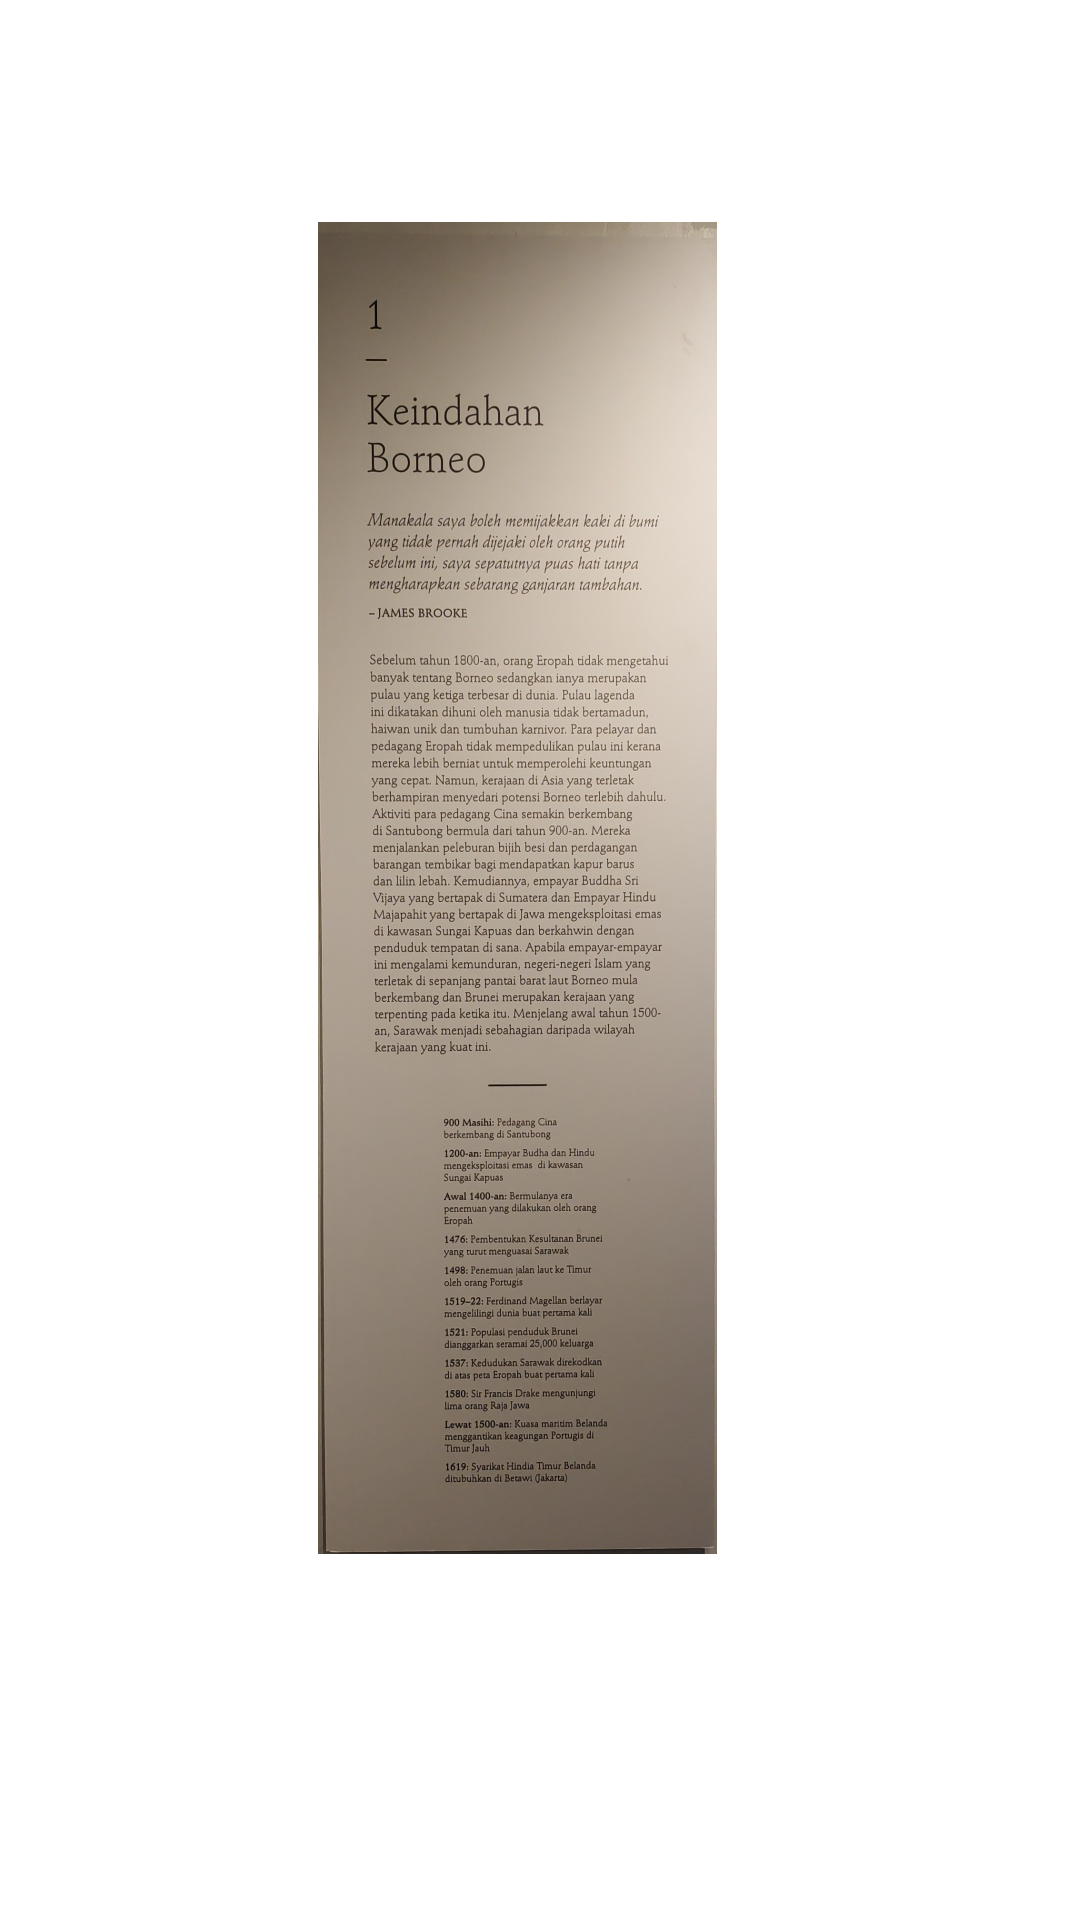 1
—
Keindahan
Borneo
Manakala saya boleh memijakkan kaki di bumi
yang tidak pernah dijejaki oleh orang putih
sebelum ini, saya sepatutnya puas hati tanpa
mengharapkan sebarang ganjaran tambahan.
– JAMES BROOKE
Sebelum tahun 1800-an, orang Eropah tidak mengetahui
banyak tentang Borneo sedangkan ianya merupakan
pulau yang ketiga terbesar di dunia. Pulau lagenda
ini dikatakan dihuni oleh manusia tidak bertamadun,
haiwan unik dan tumbuhan karnivor. Para pelayar dan
pedagang Eropah tidak mempedulikan pulau ini kerana
mereka lebih berniat untuk memperolehi keuntungan
yang cepat. Namun, kerajaan di Asia yang terletak
berhampiran menyedari potensi Borneo terlebih dahulu.
Aktiviti para pedagang Cina semakin berkembang
di Santubong bermula dari tahun 900-an. Mereka
menjalankan peleburan bijih besi dan perdagangan
barangan tembikar bagi mendapatkan kapur barus
dan lilin lebah. Kemudiannya, empayar Buddha Sri
Vijaya yang bertapak di Sumatera dan Empayar Hindu
Majapahit yang bertapak di Jawa mengeksploitasi emas
di kawasan Sungai Kapuas dan berkahwin dengan
penduduk tempatan di sana. Apabila empayar-empayar
ini mengalami kemunduran, negeri-negeri Islam yang
terletak di sepanjang pantai barat laut Borneo mula
berkembang dan Brunei merupakan kerajaan yang
terpenting pada ketika itu. Menjelang awal tahun 1500-
an, Sarawak menjadi sebahagian daripada wilayah
kerajaan yang kuat ini.
900 Masihi: Pedagang Cina
berkembang di Santubong
1200-an: Empayar Budha dan Hindu
mengeksploitasi emas di kawasan
Sungai Kapuas
Awal 1400-an: Bermulanya era
penemuan yang dilakukan oleh orang
Eropah
1476: Pembentukan Kesultanan Brunei
yang turut menguasai Sarawak
1498: Penemuan jalan laut ke Timur
oleh orang Portugis
1519–22: Ferdinand Magellan berlayar
mengelilingi dunia buat pertama kali
1521: Populasi penduduk Brunei
dianggarkan seramai 25,000 keluarga
1537: Kedudukan Sarawak direkodkan
di atas peta Eropah buat pertama kali
1580: Sir Francis Drake mengunjungi
lima orang Raja Jawa
Lewat 1500-an: Kuasa maritim Belanda
menggantikan keagungan Portugis di
Timur Jauh
1619: Syarikat Hindia Timur Belanda
ditubuhkan di Betawi (Jakarta)